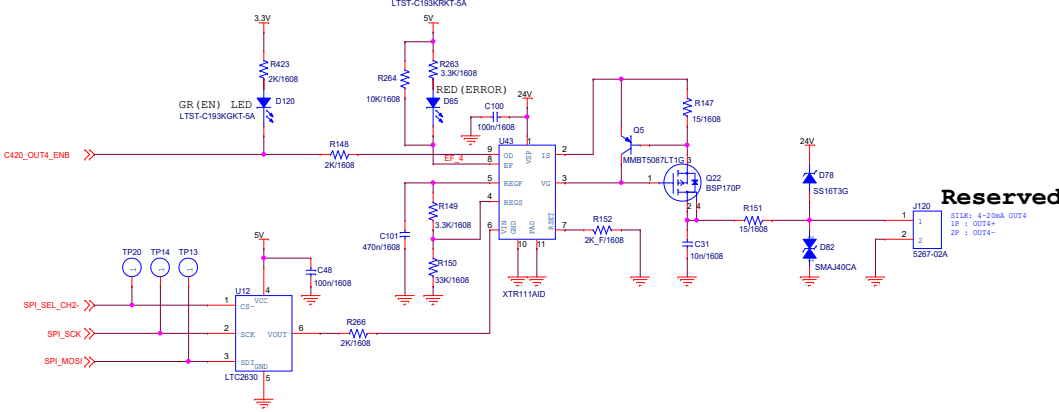 LTST-C193KRKT-5A
3.3V
5V
R423
2K/1608
R264
10K/1608
R263
3.3K/1608
GR(EN) LED
D120
LTST-C193KGKT-5A
RED(ERROR)
D65
C100
100n/1608
24V
R147
15/1608
Q5
MMBT5087LT1G
C420_OUT4_ENB
R148
2K/1608
EF_4
U43
9
8
5
4
6
OD
EF
REGF
REGS
VIN
GND
PAD
RSET
VSP
IS
VG
1
2
3
7
10
11
XTR111AID
3
1
2
4
Q22
BSP170P
24V
D78
SS16T3G
R149
3.3K/1608
C101
470n/1608
R150
33K/1608
R152
2K_F/1608
C31
10n/1608
R151
15/1608
D82
SMAJ40CA
J120
1
2
1
2
5267-02A
Reserved
SILK: 4-20mA OUT4
1P : OUT4+
2P : OUT4-
TP20
TP14
TP13
1
1
1
5V
C48
100n/1608
U12
SPI_SEL_CH2-
SPI_SCK
SPI_MOSI
1
2
3
4
5
6
CS-
VCC
SCK
VOUT
SDI
GND
LTC2630
R266
2K/1608